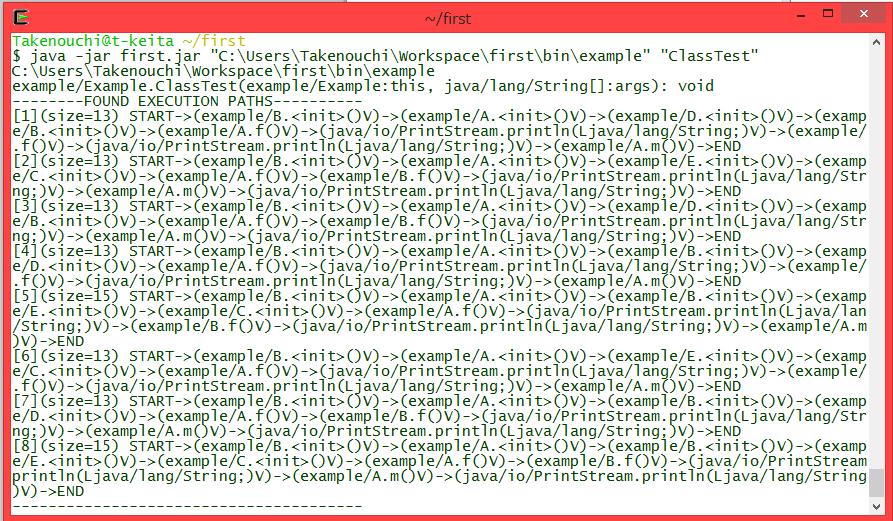 ~/first
Takenouchi@t-keita ~/first
$ java -jar first.jar "C:\Users\Takenouchi\Workspace\first\bin\example" "ClassTest"
C:\Users\Takenouchi\Workspace\first\bin\example
example/Example.ClassTest(example/Example:this, java/lang/String[]:args): void
--------FOUND EXECUTION PATHS----------
[1](size=13) START->(example/B.<init>()V)->(example/A.<init>()V)->(example/D.<init>()V)->(examp
e/B.<init>()V)->(example/A.f()V)->(java/io/PrintStream.println(Ljava/lang/String;)V)->(example/
.f()V)->(java/io/PrintStream.println(Ljava/lang/String;)V)->(example/A.m()V)->END
[2](size=13) START->(example/B.<init>()V)->(example/A.<init>()V)->(example/E.<init>()V)->(examp
e/C.<init>()V)->(example/A.f()V)->(example/B.f()V)->(java/io/PrintStream.println(Ljava/lang/Str
ng;)V)->(example/A.m()V)->(java/io/PrintStream.println(Ljava/lang/String;)V)->END
[3](size=13) START->(example/B.<init>()V)->(example/A.<init>()V)->(example/D.<init>()V)->(examp
e/B.<init>()V)->(example/A.f()V)->(example/B.f()V)->(java/io/PrintStream.println(Ljava/lang/Str
ng;)V)->(example/A.m()V)->(java/io/PrintStream.println(Ljava/lang/String;)V)->END
[4](size=13) START->(example/B.<init>()V)->(example/A.<init>()V)->(example/B.<init>()V)->(examp
e/D.<init>()V)->(example/A.f()V)->(java/io/PrintStream.println(Ljava/lang/String;)V)->(example/
.f()V)->(java/io/PrintStream.println(Ljava/lang/String;)V)->(example/A.m()V)->END
[5](size=15) START->(example/B.<init>()V)->(example/A.<init>()V)->(example/B.<init>()V)->(examp
e/E.<init>()V)->(example/C.<init>()V)->(example/A.f()V)->(java/io/PrintStream.println(Ljava/lan
/String;)V)->(example/B.f()V)->(java/io/PrintStream.println(Ljava/lang/String;)V)->(example/A.m
)V)->END
[6](size=13) START->(example/B.<init>()V)->(example/A.<init>()V)->(example/E.<init>()V)->(examp
e/C.<init>()V)->(example/A.f()V)->(java/io/PrintStream.println(Ljava/lang/String;)V)->(example/
.f()V)->(java/io/PrintStream.println(Ljava/lang/String;)V)->(example/A.m()V)->END
[7](size=13) START->(example/B.<init>()V)->(example/A.<init>()V)->(example/B.<init>()V)->(examp
e/D.<init>()V)->(example/A.f()V)->(example/B.f()V)->(java/io/PrintStream.println(Ljava/lang/Str
ng;)V)->(example/A.m()V)->(java/io/PrintStream.println(Ljava/lang/String;)V)->END
[8](size=15) START->(example/B.<init>()V)->(example/A.<init>()V)->(example/B.<init>()V)->(examp
e/E.<init>()V)->(example/C.<init>()V)->(example/A.f()V)->(example/B.f()V)->(java/io/PrintStream
println(Ljava/lang/String;)V)->(example/A.m()V)->(java/io/PrintStream.println(Ljava/lang/String
)V)->END
---------------------------------------